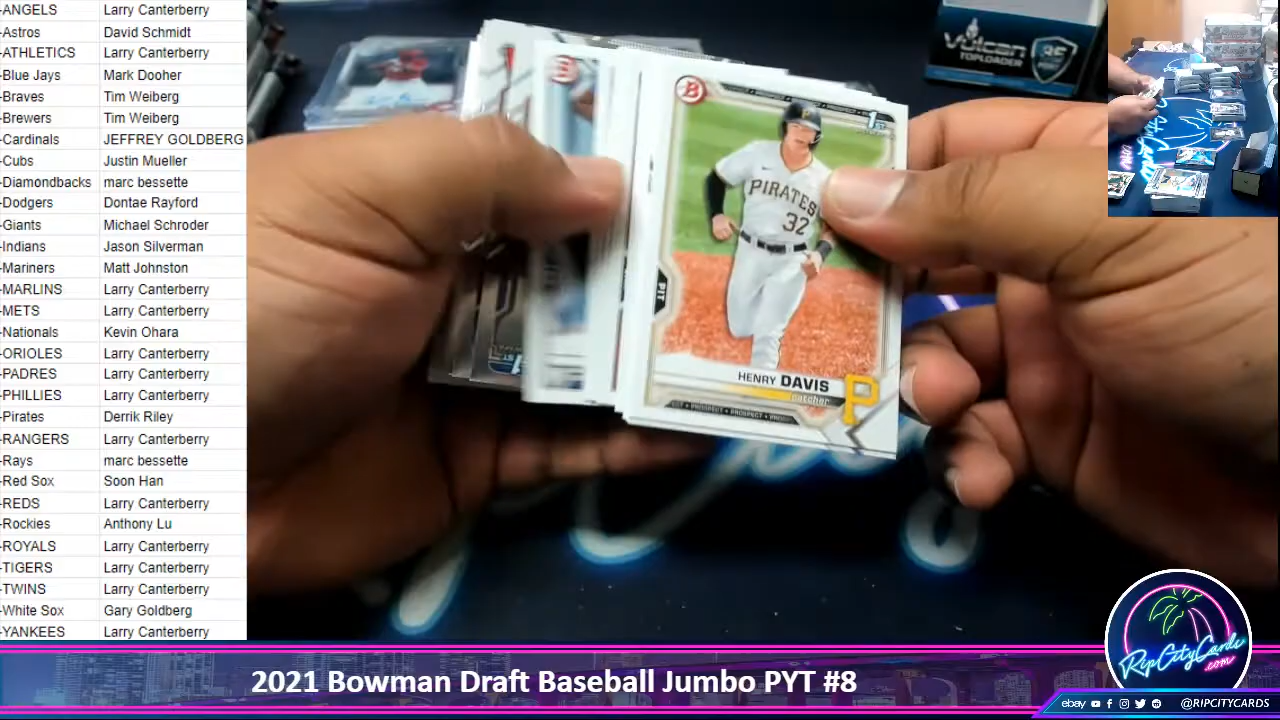 -ANGELS Larry Canterberry
-Astros David Schmidt
-ATHLETICS Larry Canterberry
-Blue Jays Mark Dooher
-Braves Tim Weiberg
-Brewers Tim Weiberg
-Cardinals JEFFREY GOLDBERG
-Cubs Justin Mueller
-Diamondbacks marc bessette
-Dodgers Dontae Rayford
-Giants Michael Schroder
-Indians Jason Silverman
-Mariners Matt Johnston
-MARLINS Larry Canterberry
-METS Larry Canterberry
-Nationals Kevin Ohara
-ORIOLES Larry Canterberry
-PADRES Larry Canterberry
-PHILLIES Larry Canterberry
-Pirates Derrik Riley
-RANGERS Larry Canterberry
-Rays marc bessette
-Red Sox Soon Han
-REDS Larry Canterberry
-Rockies Anthony Lu
-ROYALS Larry Canterberry
-TIGERS Larry Canterberry
-TWINS Larry Canterberry
-White Sox Gary Goldberg
-YANKEES Larry Canterberry
Vulcan
TOPLOADER
35
B
B
1st
P
PIRATES
32
PIT
HENRY DAVIS
catcher
P
PROSPECT
RipCityCards
.com
2021 Bowman Draft Baseball Jumbo PYT #8
ebay @RIPCITYCARDS